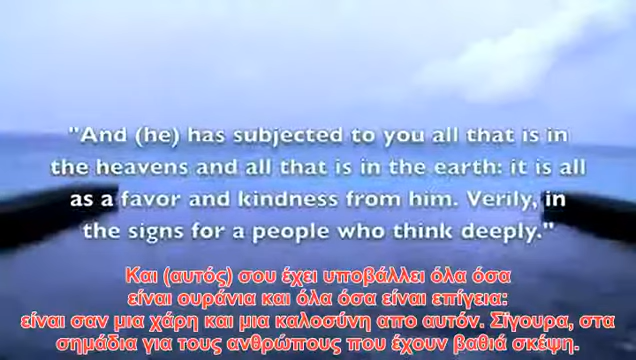 "And (he) has subjected to you all that is in
the heavens and all that is in the earth: it is all
as a favor and kindness from him. Verily, in
the signs for a people who think deeply."
Και (αυτός) σου έχει υποβάλλει όλα όσα
είναι ουράνια και όλα όσα είναι επίγεια:
είναι σαν μια χάρη και μια καλοσύνη απο αυτόν. Σϊγουρα, στα
σημάδια για τους ανθρώπους που έχουν βαθιά σκέψη.